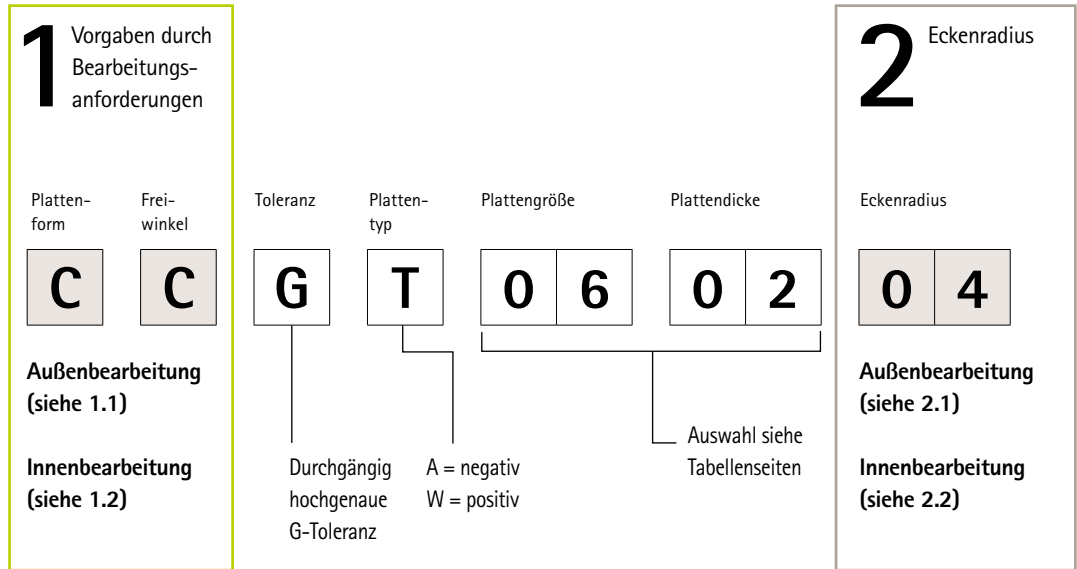 1
Vorgaben durch
Bearbeitungs-
anforderungen
2
Eckenradius
Platten-
form
Frei-
winkel
Toleranz
Platten-
typ
Plattengröße
Plattendicke
Eckenradius
C C G T 0 6 0 2 0 4
Außenbearbeitung
(siehe 1.1)
Innenbearbeitung
(siehe 1.2)
Durchgängig
hochgenaue
G-Toleranz
A = negativ
W = positiv
Auswahl siehe
Tabellenseiten
Außenbearbeitung
(siehe 2.1)
Innenbearbeitung
(siehe 2.2)